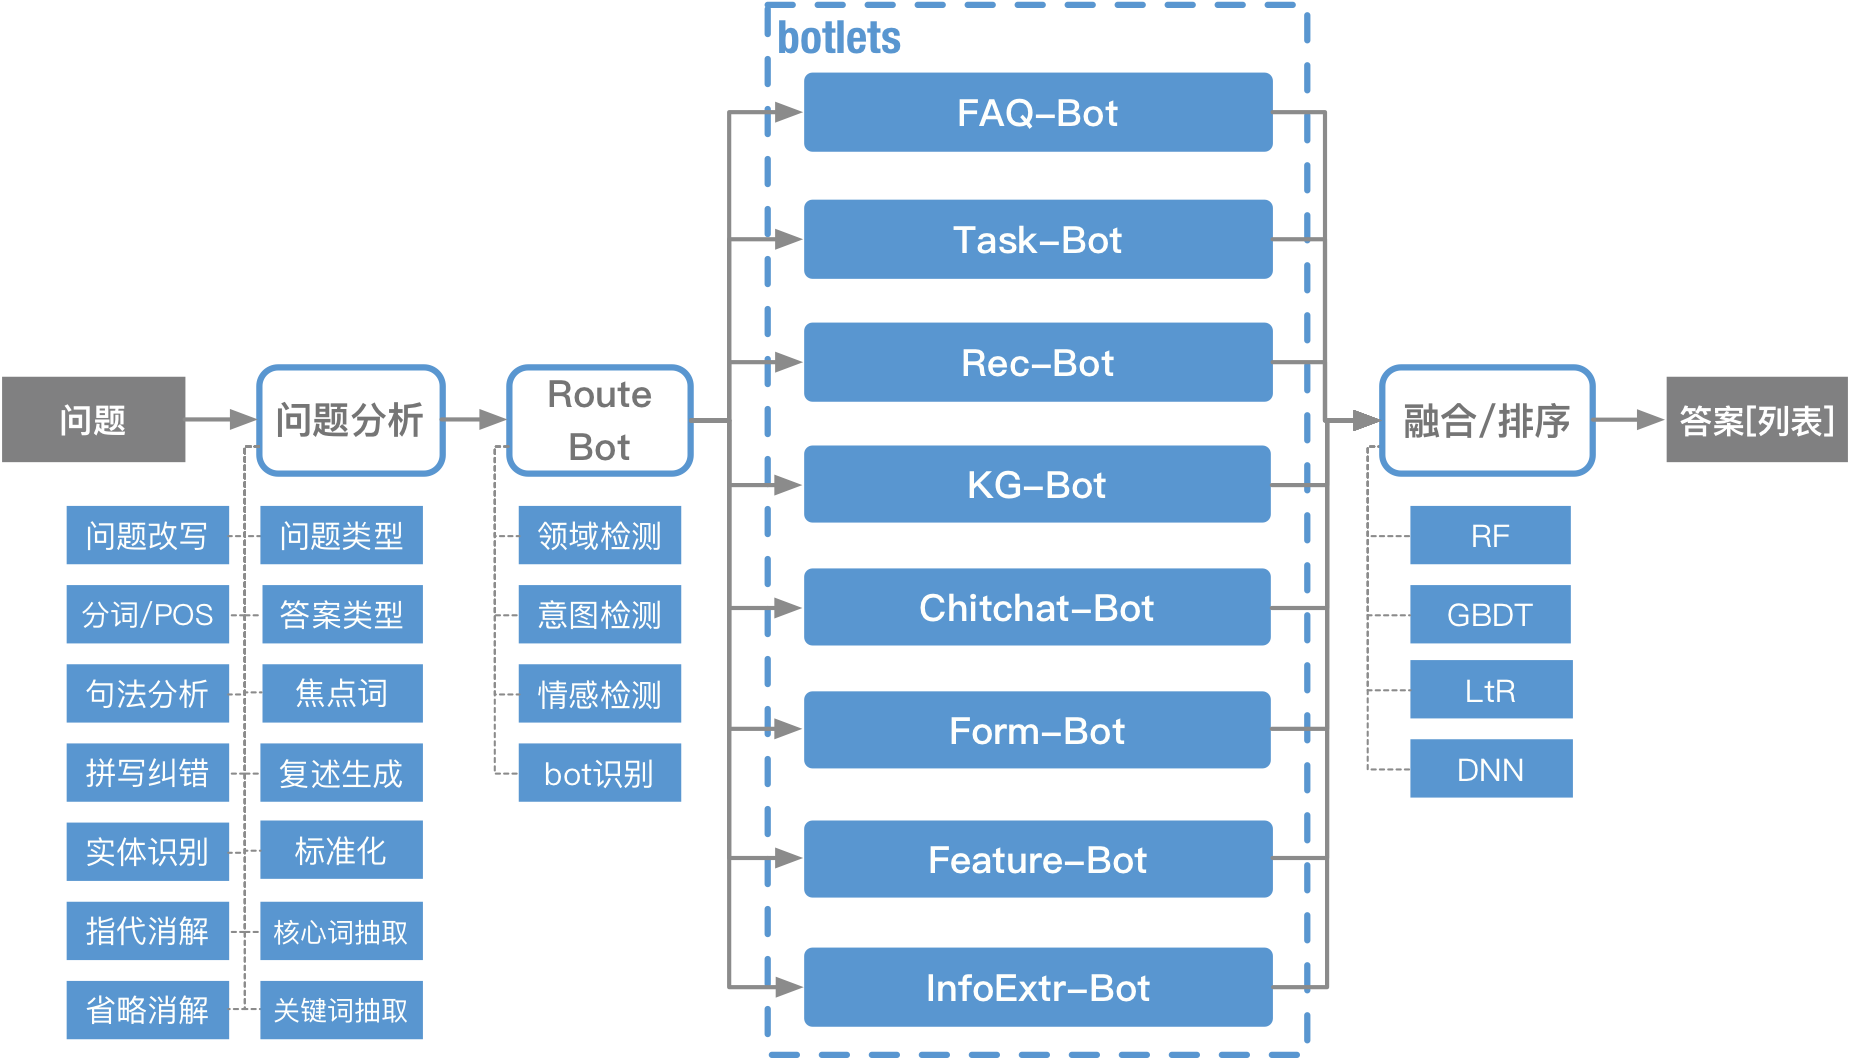 botlets
FAQ-Bot
Task-Bot
Rec-Bot
KG-Bot
Chitchat-Bot
Form-Bot
Feature-Bot
InfoExtr-Bot
问题
问题分析
Route
Bot
融合/排序
答案[列表]
问题改写
问题类型
分词/POS
答案类型
句法分析
焦点词
拼写纠错
复述生成
实体识别
标准化
指代消解
核心词抽取
省略消解
关键词抽取
领域检测
意图检测
情感检测
bot识别
RF
GBDT
LtR
DNN